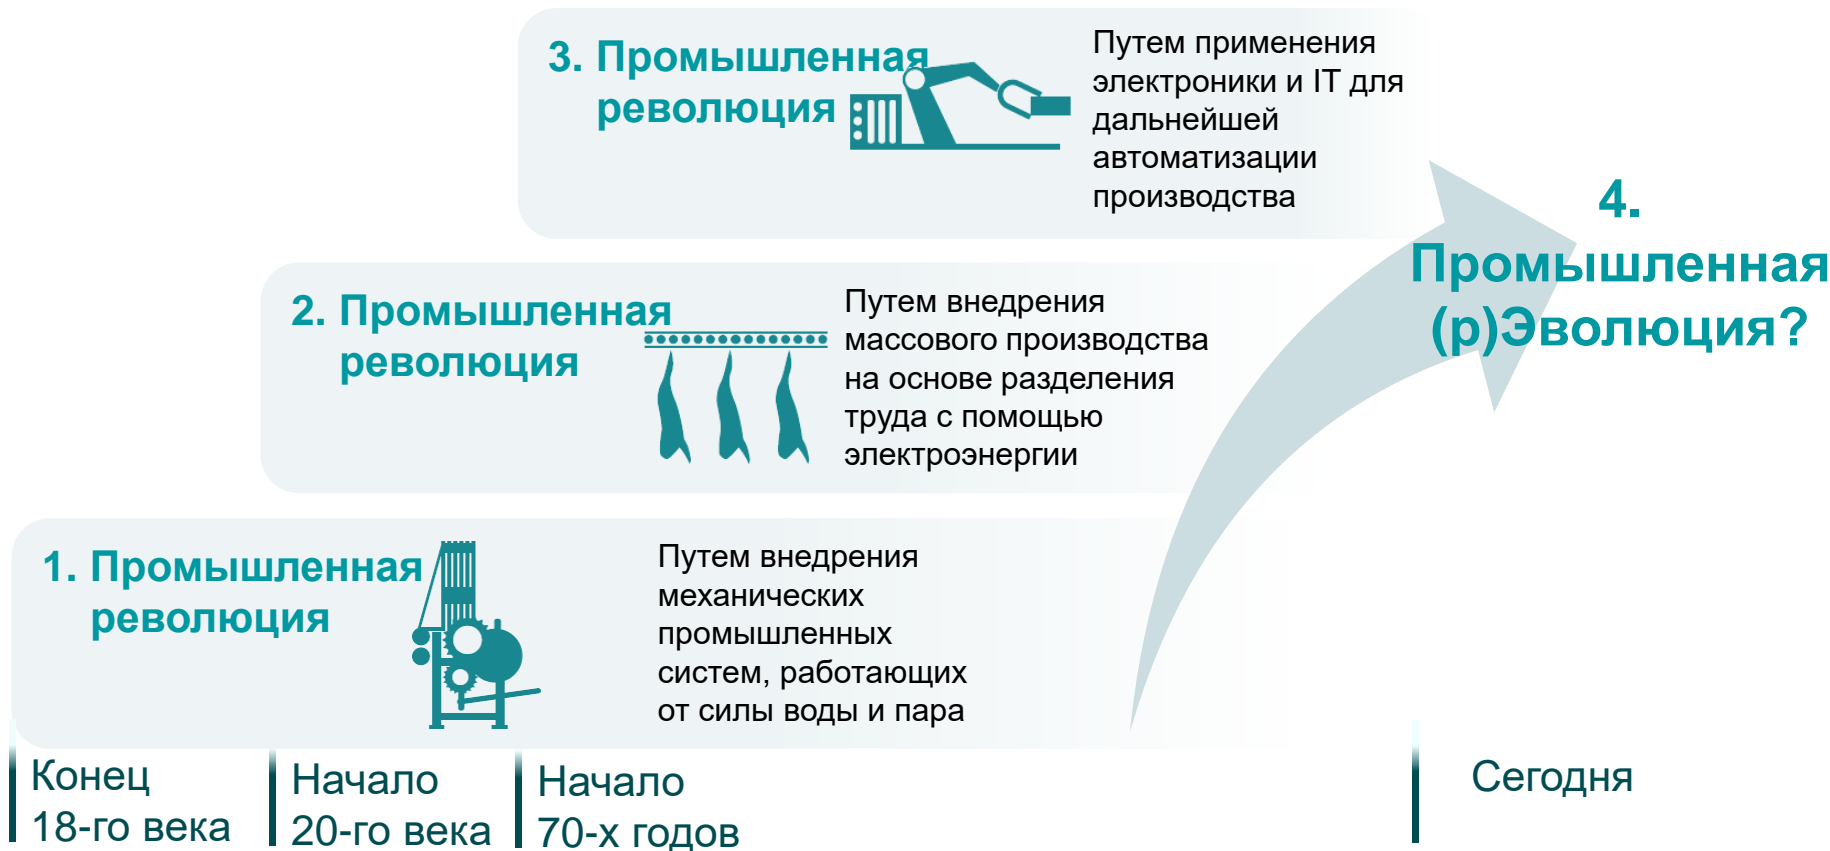 3. Промышленная
революция
Путем применения
электроники и IT для
дальнейшей
автоматизации
производства
4.
Промышленная
(р)Эволюция?
2. Промышленная
революция
Путем внедрения
массового производства
на основе разделения
труда с помощью
электроэнергии
1. Промышленная
революция
Путем внедрения
механических
промышленных
систем, работающих
от силы воды и пара
Конец
18-го века
Начало
20-го века
Начало
70-х годов
Сегодня